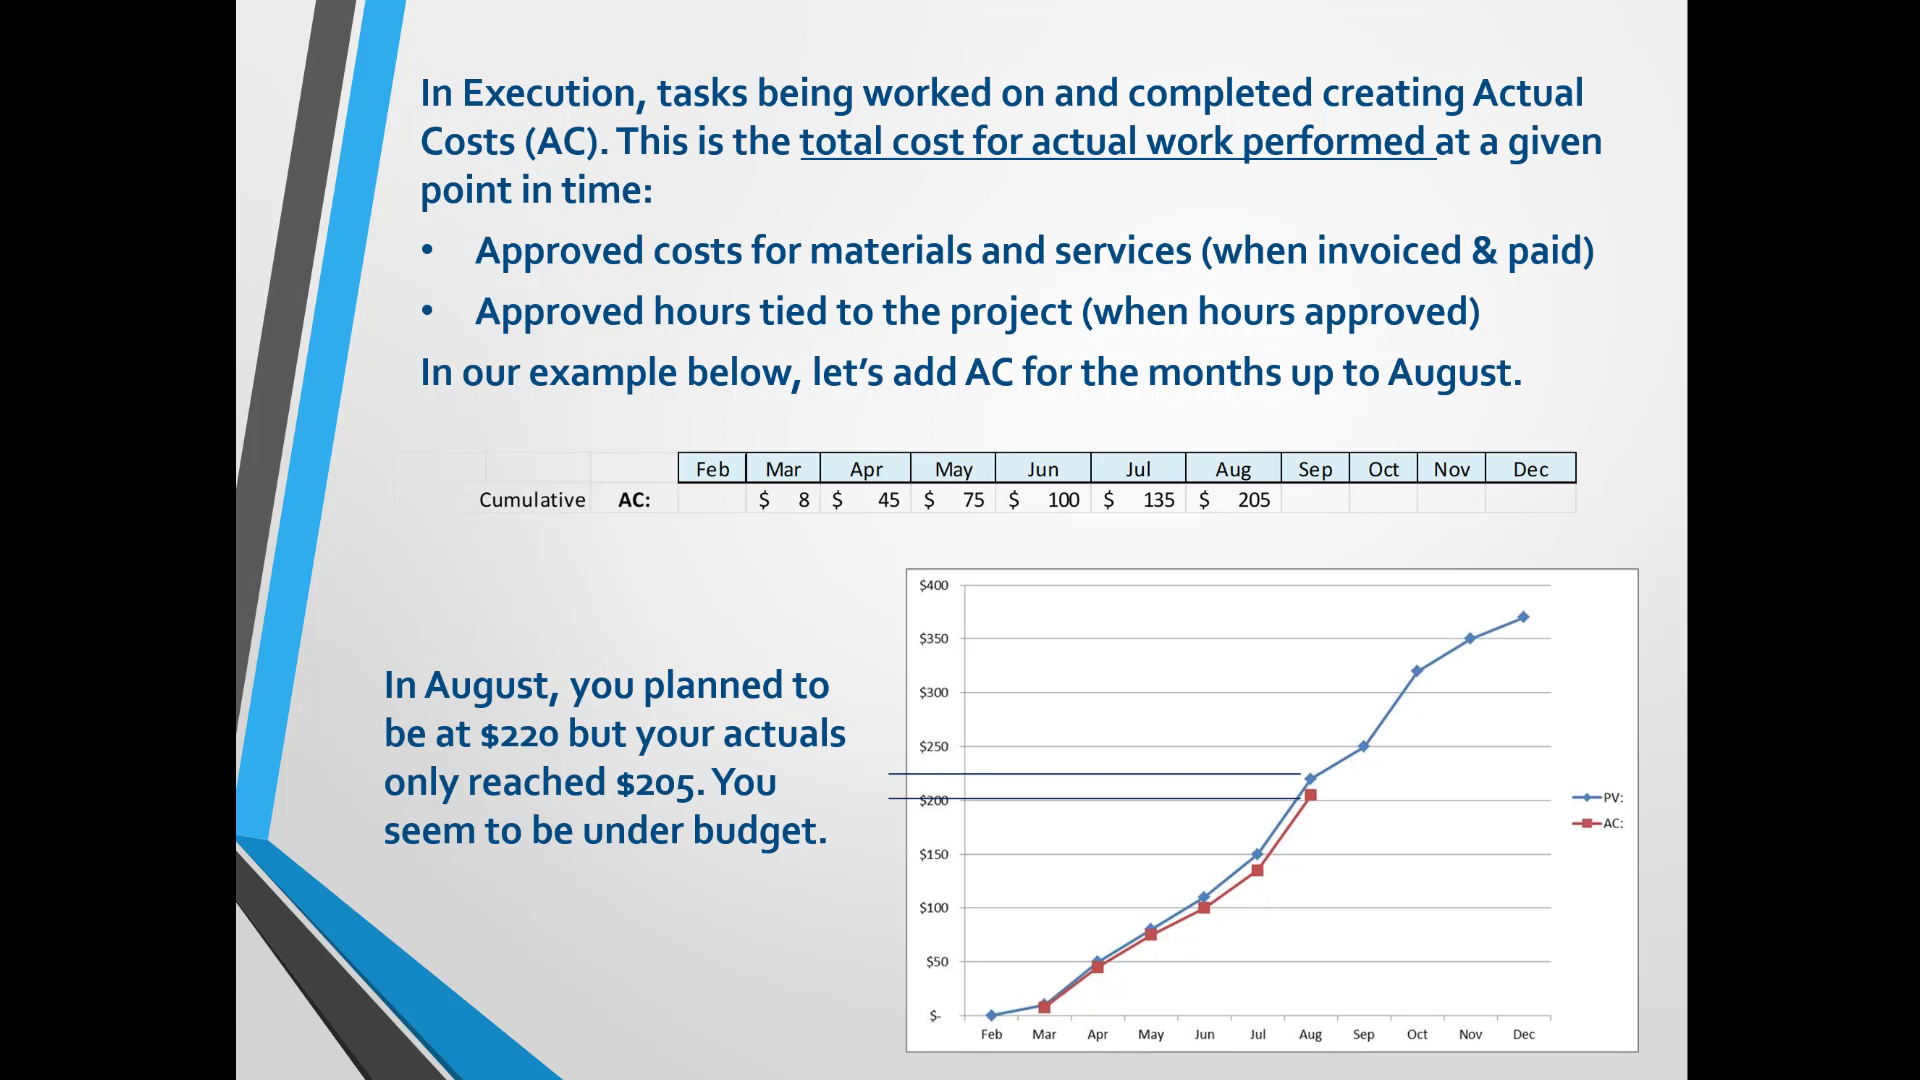 In Execution, tasks being worked on and completed creating Actual
Costs (AC). This is the total cost for actual work performed at a given
point in time:
• Approved costs for materials and services (when invoiced & paid)
• Approved hours tied to the project (when hours approved)
In our example below, let's add AC for the months up to August.
Feb Mar Apr May Jun Jul Aug Sep Oct Nov Dec
Cumulative AC: $ 8 $ 45 $ 75 $ 100 $ 135 $ 205
In August, you planned to
be at $220 but your actuals
only reached $205. You
seem to be under budget.
$400
$350
$300
$250
$200
$150
$100
$50
$-
Feb Mar Apr May Jun Jul Aug Sep Oct Nov Dec
PV:
AC: